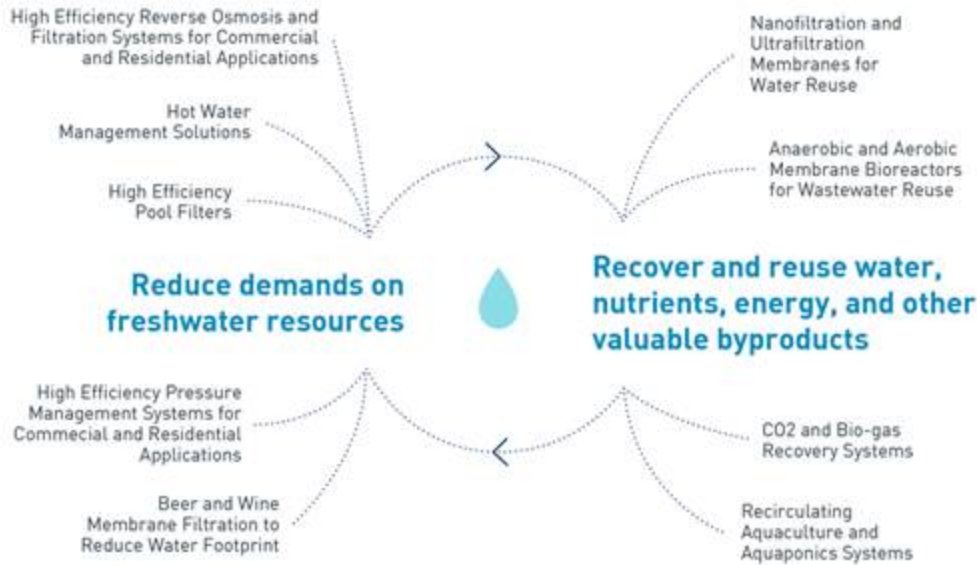 High Efficiency Reverse Osmosis and
Filtration Systems for Commercial
and Residential Applications
Hot Water
Management Solutions
High Efficiency
Pool Filters
Reduce demands on
freshwater resources
High Efficiency Pressure
Management Systems for
Commecial and Residential
Applications
Beer and Wine
Membrane Filtration to
Reduce Water Footprint
Nanofiltration and
Ultrafiltration
Membranes for
Water Reuse
Anaerobic and Aerobic
Membrane Bioreactors
for Wastewater Reuse
Recover and reuse water,
nutrients, energy, and other
valuable byproducts
CO2 and Bio-gas
Recovery Systems
Recirculating
Aquaculture and
Aquaponics Systems